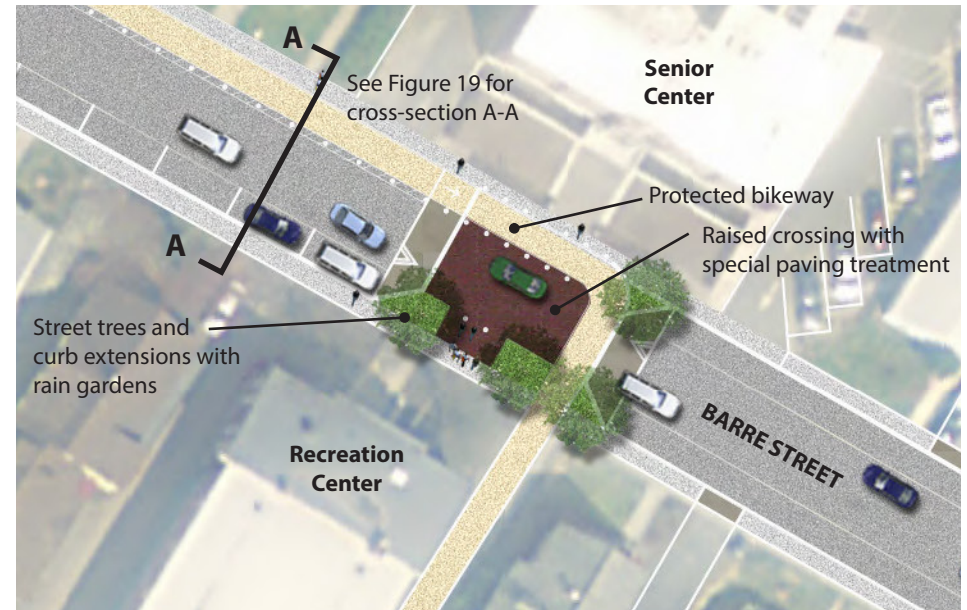 A
See Figure 19 for
cross-section A-A
Senior
Center
Protected bikeway
Raised crossing with
special paving treatment
A
Street trees and
curb extensions with
rain gardens
BARRE STREET
Recreation
Center